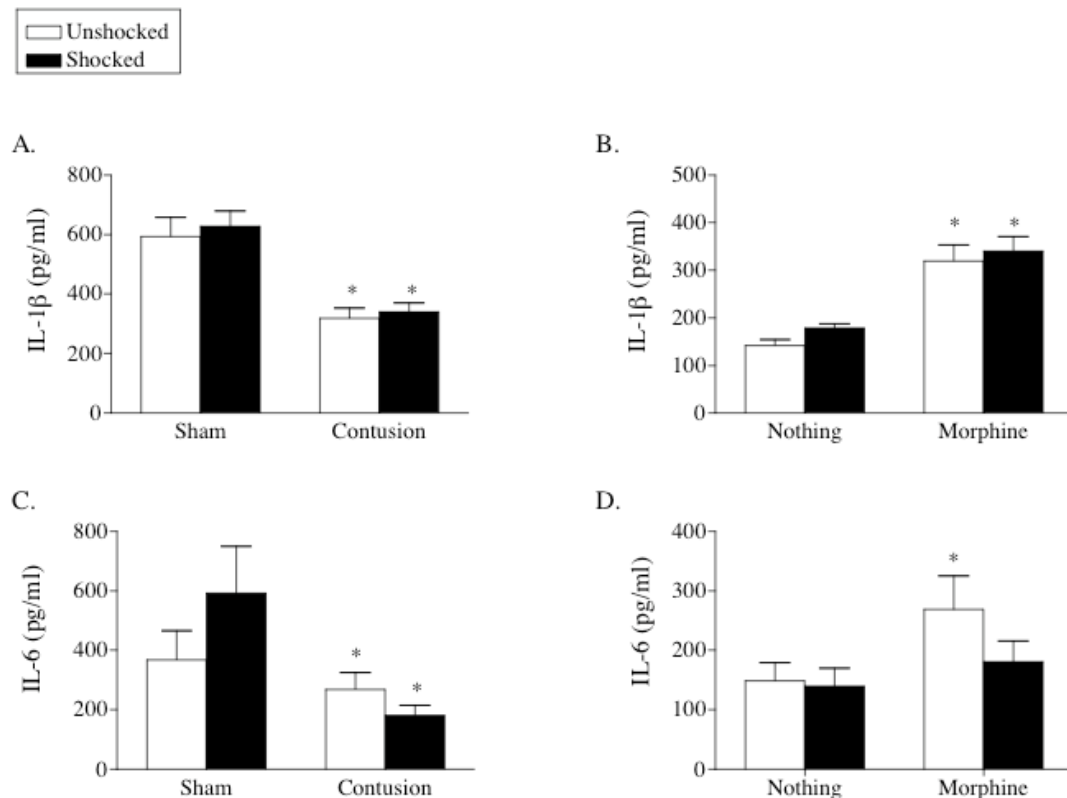 Unshocked
Shocked
A.
800
600
400
200
0
IL-1β (pg/ml)
* *
Sham Contusion
B.
500
400
300
200
100
0
IL-1β (pg/ml)
* *
Nothing Morphine
C.
800
600
400
200
0
IL-6 (pg/ml)
*
*
Sham Contusion
D.
400
300
200
100
0
IL-6 (pg/ml)
*
Nothing Morphine